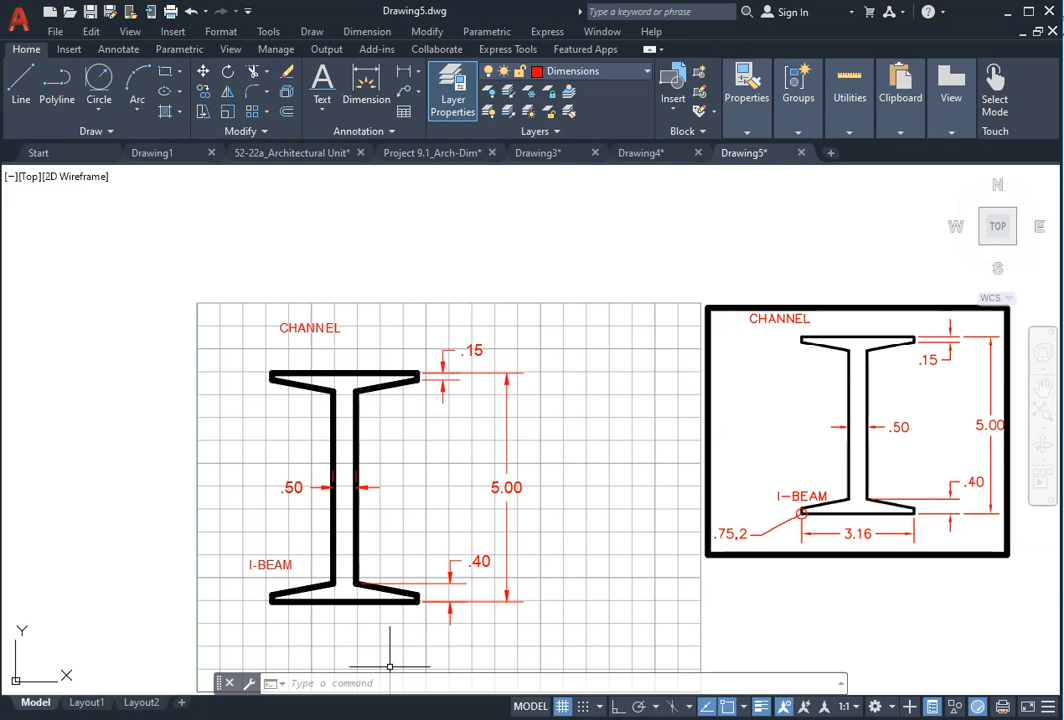 Drawing5.dwg
Type a keyword or phrase
Sign In
File Edit View Insert Format Tools Draw Dimension Modify Parametric Express Window Help
Home Insert Annotate Parametric View Manage Output Add-ins Collaborate Express Tools Featured Apps
Dimensions
Line Polyline Circle Arc Text Dimension Layer Properties Insert Properties Groups Utilities Clipboard View Select Mode
Draw Modify Annotation Layers Block Touch
Start Drawing1 52-22a_Architectural Unit* Project 9.1_Arch-Dim* Drawing3* Drawing4* Drawing5*
[−][Top][2D Wireframe]
N
W TOP E
S
WCS
CHANNEL
.15
.50
5.00
I-BEAM
.40
CHANNEL
.15
.50
5.00
.40
I-BEAM
.75,2
3.16
Y
X
Type a command
Model Layout1 Layout2
MODEL
1:1